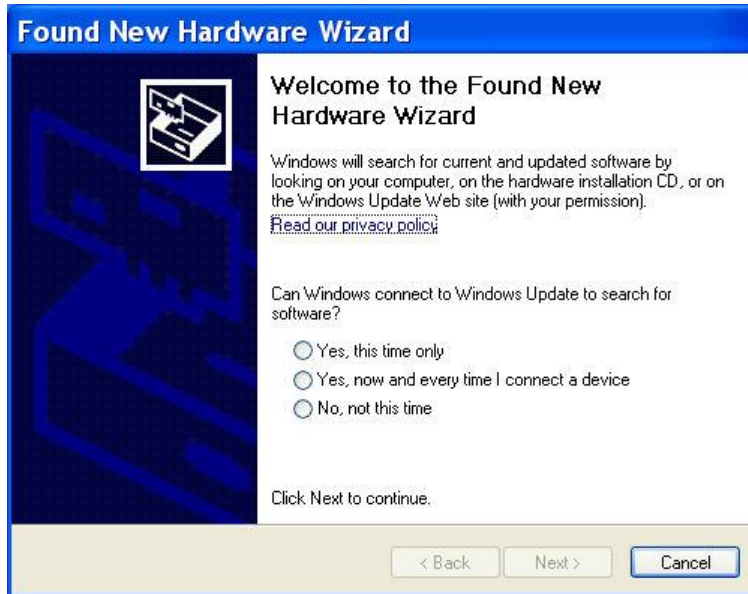 Found New Hardware Wizard
Welcome to the Found New
Hardware Wizard
Windows will search for current and updated software by
looking on your computer, on the hardware installation CD, or on
the Windows Update Web site (with your permission).
Read our privacy policy
Can Windows connect to Windows Update to search for
software?
Yes, this time only
Yes, now and every time I connect a device
No, not this time
Click Next to continue.
< Back
Next >
Cancel